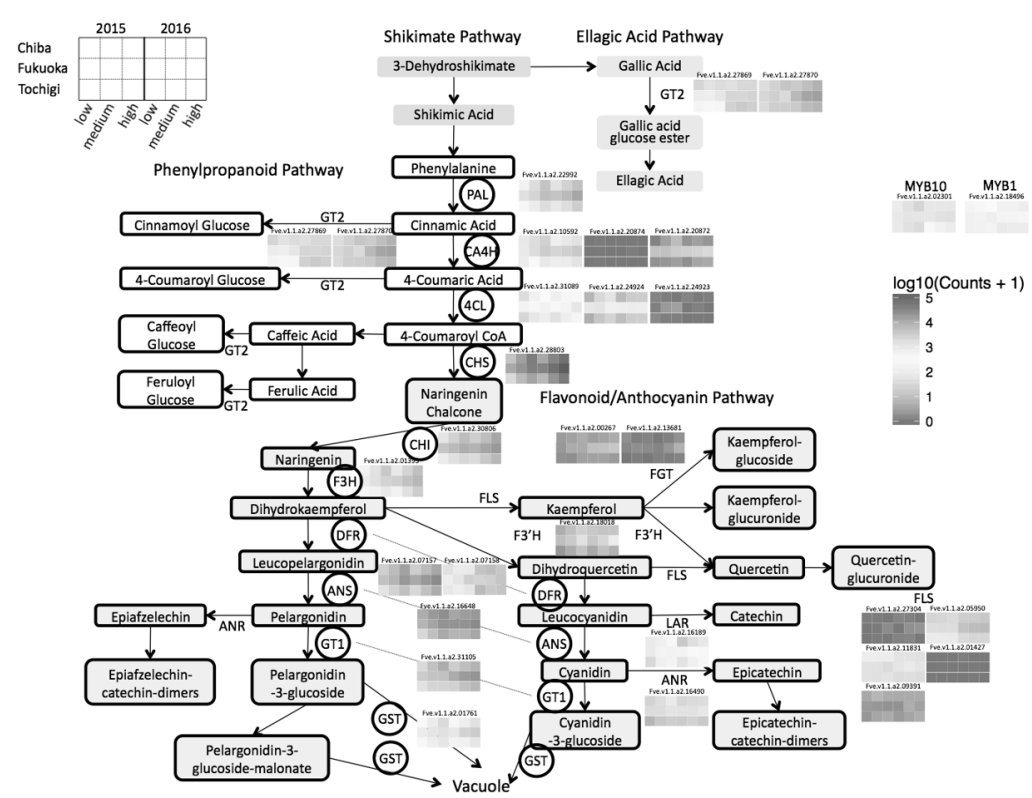 2015 2016
Chiba
Fukuoka
Tochigi
low medium high low medium high
Shikimate Pathway
Ellagic Acid Pathway
3-Dehydroshikimate
Gallic Acid
GT2
Fve.v1.1.a2.27869 Fve.v1.1.a2.27870
Shikimic Acid
Gallic acid
glucose ester
Ellagic Acid
Phenylpropanoid Pathway
Phenylalanine
PAL
Fve.v1.1.a2.22992
MYB10 MYB1
Fve.v1.1.a2.02301 Fve.v1.1.a2.18496
Cinnamoyl Glucose
GT2
Fve.v1.1.a2.27869 Fve.v1.1.a2.27870
Cinnamic Acid
CA4H
Fve.v1.1.a2.10592 Fve.v1.1.a2.20874 Fve.v1.1.a2.20872
4-Coumaroyl Glucose
GT2
4-Coumaric Acid
4CL
Fve.v1.1.a2.31089 Fve.v1.1.a2.24924 Fve.v1.1.a2.24923
log10(Counts + 1)
5
4
3
2
1
0
Caffeoyl
Glucose
GT2
Caffeic Acid
4-Coumaroyl CoA
CHS
Fve.v1.1.a2.28803
Feruloyl
Glucose
GT2
Ferulic Acid
Naringenin
Chalcone
Flavonoid/Anthocyanin Pathway
CHI
Fve.v1.1.a2.30806
Fve.v1.1.a2.00267 Fve.v1.1.a2.13681
FGT
Kaempferol-
glucoside
Naringenin
F3H
Fve.v1.1.a2.01395
Dihydrokaempferol
FLS
Kaempferol
Kaempferol-
glucuronide
DFR
F3'H
Fve.v1.1.a2.18018
F3'H
Leucopelargonidin
Fve.v1.1.a2.07157 Fve.v1.1.a2.07158
Dihydroquercetin
FLS
Quercetin
Quercetin-
glucuronide
ANS
DFR
FLS
Fve.v1.1.a2.27304 Fve.v1.1.a2.05950
Fve.v1.1.a2.11831 Fve.v1.1.a2.01427
Fve.v1.1.a2.09391
Epiafzelechin
ANR
Pelargonidin
Fve.v1.1.a2.16648
Leucocyanidin
LAR
Catechin
GT1
ANS
Fve.v1.1.a2.16189
Epiafzelechin-
catechin-dimers
Pelargonidin
-3-glucoside
Fve.v1.1.a2.31105
Cyanidin
ANR
Epicatechin
GT1
Fve.v1.1.a2.16490
GST
Fve.v1.1.a2.01761
Cyanidin
-3-glucoside
Epicatechin-
catechin-dimers
Pelargonidin-3-
glucoside-malonate
GST
GST
Vacuole